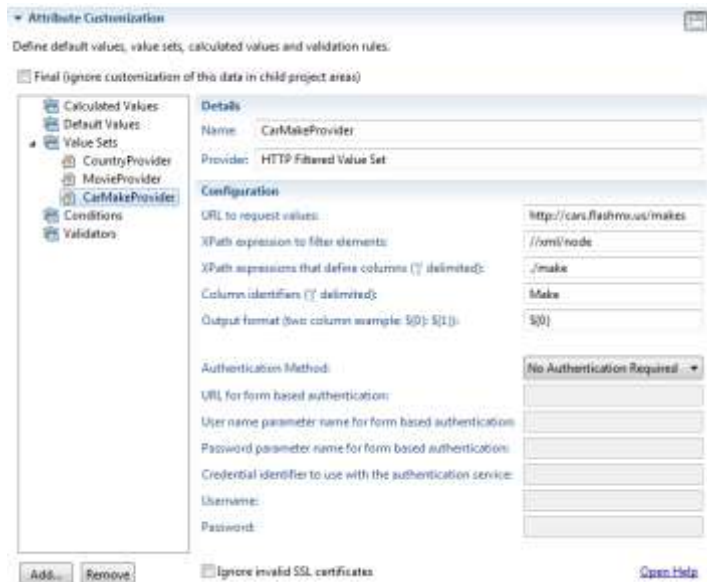 Attribute Customization
Define default values, value sets, calculated values and validation rules.
Final (ignore customization of this data in child project areas)
Calculated Values
Default Values
Value Sets
CountryProvider
MovieProvider
CarMakeProvider
Conditions
Validators
Details
Name: CarMakeProvider
Provider: HTTP Filtered Value Set
Configuration
URL to request values: http://cars.flashmx.us/makes
XPath expression to filter elements: //xml/node
XPath expressions that define columns ('|' delimited): ./make
Column identifiers ('|' delimited): Make
Output format (two column example: ${0}: ${1}): ${0}
Authentication Method: No Authentication Required
URL for form based authentication:
User name parameter name for form based authentication:
Password parameter name for form based authentication:
Credential identifier to use with the authentication service:
Username:
Password:
Add... Remove Ignore invalid SSL certificates Open Help